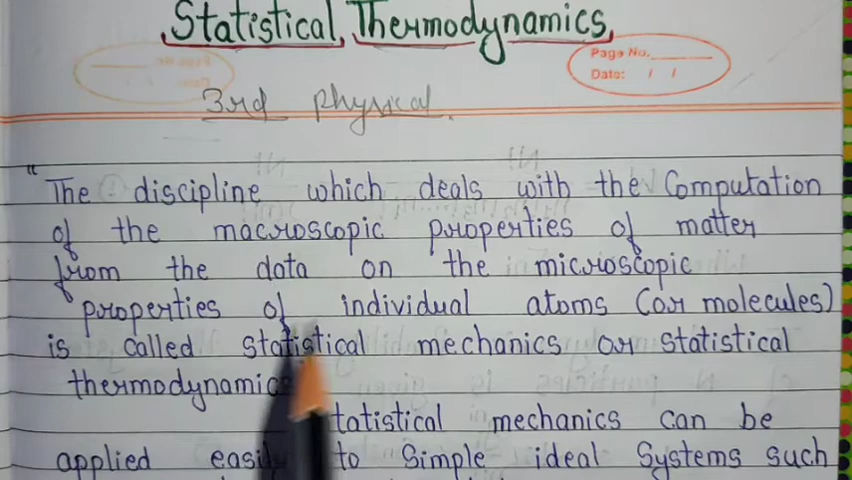 Statistical Thermodynamics
Page No.
Date: / /
3rd Physical
"The discipline which deals with the Computation
of the macroscopic properties of matter
from the data on the microscopic
properties of individual atoms (or molecules)
is called statistical mechanics or statistical
thermodynamics
tatistical mechanics can be
applied easily to Simple ideal Systems such